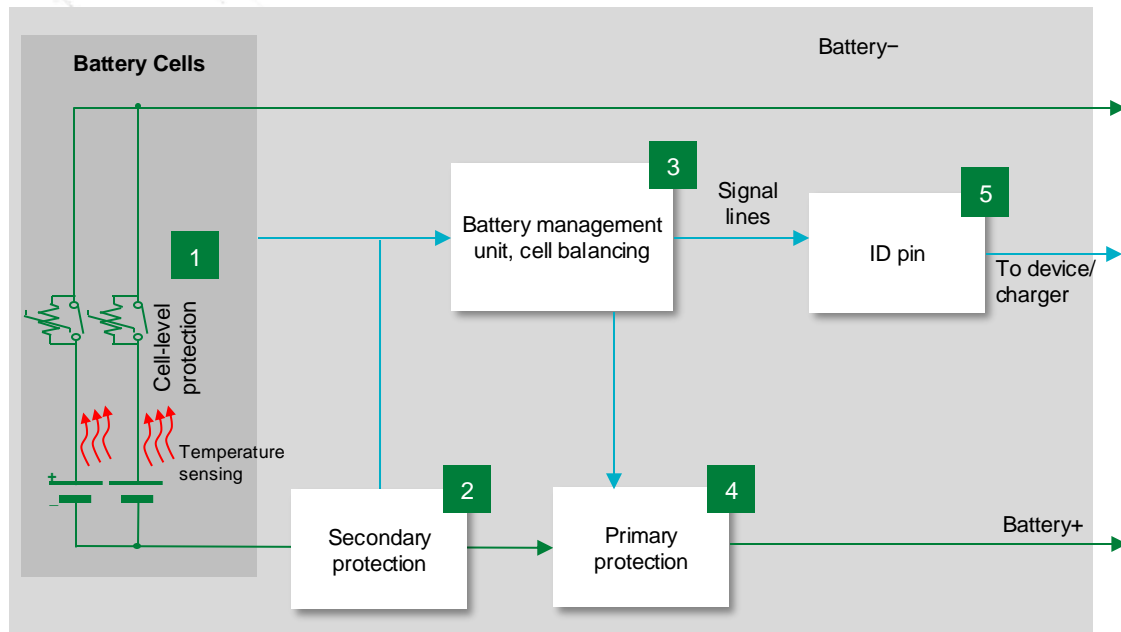 Battery Cells
Battery−
1
Cell-level
protection
Temperature
sensing
+
_
3
Battery management
unit, cell balancing
Signal
lines
5
ID pin
To device/
charger
2
Secondary
protection
4
Primary
protection
Battery+